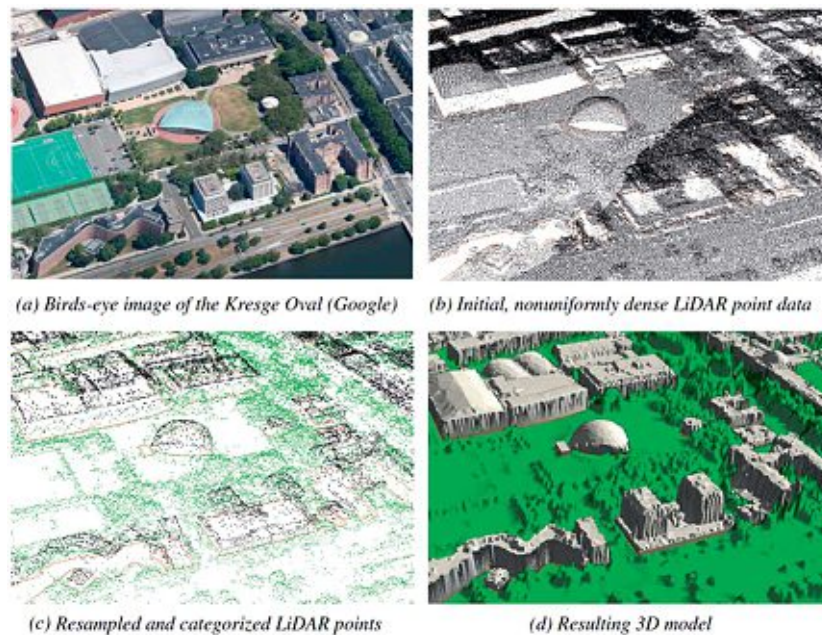 (a) Birds-eye image of the Kresge Oval (Google)
(b) Initial, nonuniformly dense LiDAR point data
(c) Resampled and categorized LiDAR points
(d) Resulting 3D model